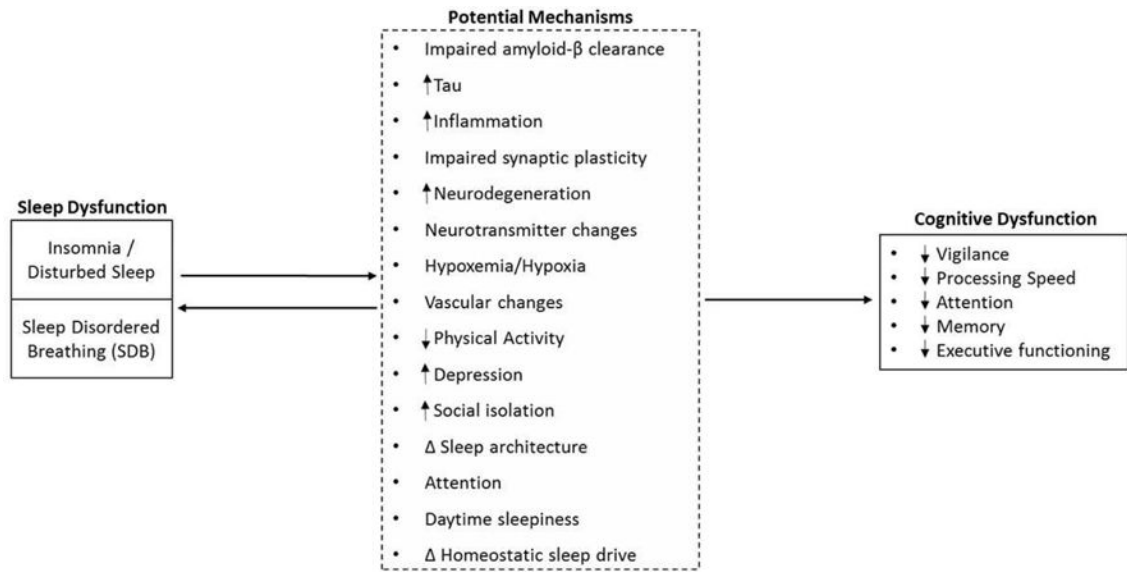 Potential Mechanisms
• Impaired amyloid-β clearance
• ↑Tau
• ↑Inflammation
• Impaired synaptic plasticity
• ↑Neurodegeneration
• Neurotransmitter changes
• Hypoxemia/Hypoxia
• Vascular changes
• ↓Physical Activity
• ↑Depression
• ↑Social isolation
• Δ Sleep architecture
• Attention
• Daytime sleepiness
• Δ Homeostatic sleep drive
Sleep Dysfunction
Insomnia /
Disturbed Sleep
Sleep Disordered
Breathing (SDB)
Cognitive Dysfunction
• ↓ Vigilance
• ↓ Processing Speed
• ↓ Attention
• ↓ Memory
• ↓ Executive functioning